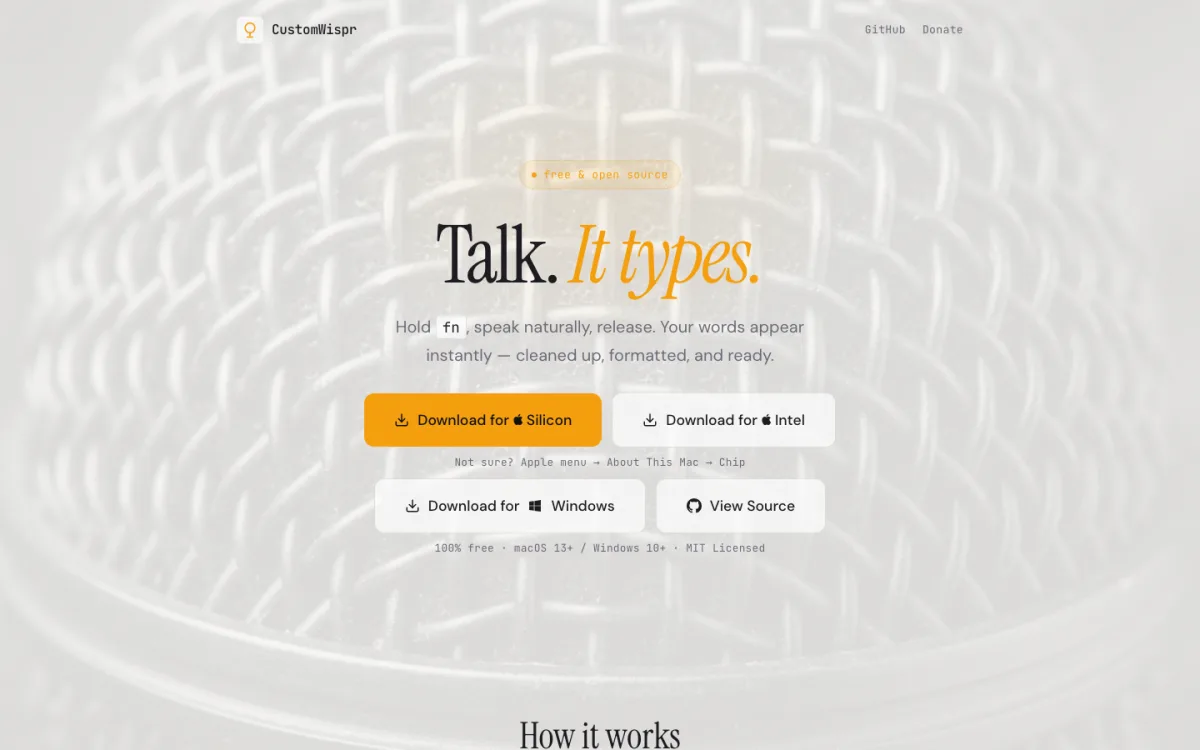 CustomWispr
GitHub Donate
free & open source
Talk. It types.
Hold fn , speak naturally, release. Your words appear
instantly — cleaned up, formatted, and ready.
Download for Silicon
Download for Intel
Not sure? Apple menu → About This Mac → Chip
Download for Windows
View Source
100% free · macOS 13+ / Windows 10+ · MIT Licensed
How it works